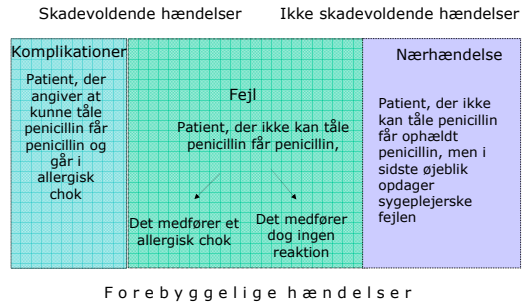 Skadevoldende hændelser
Ikke skadevoldende hændelser
Komplikationer
Patient, der
angiver at
kunne tåle
penicillin får
penicillin og
går i
allergisk
chok
Fejl
Patient, der ikke kan tåle
penicillin får penicillin,
Det medfører et
allergisk chok
Det medfører
dog ingen
reaktion
Nærhændelse
Patient, der ikke
kan tåle penicillin
får ophældt
penicillin, men i
sidste øjeblik
opdager
sygeplejerske
fejlen
Forebyggelige hændelser